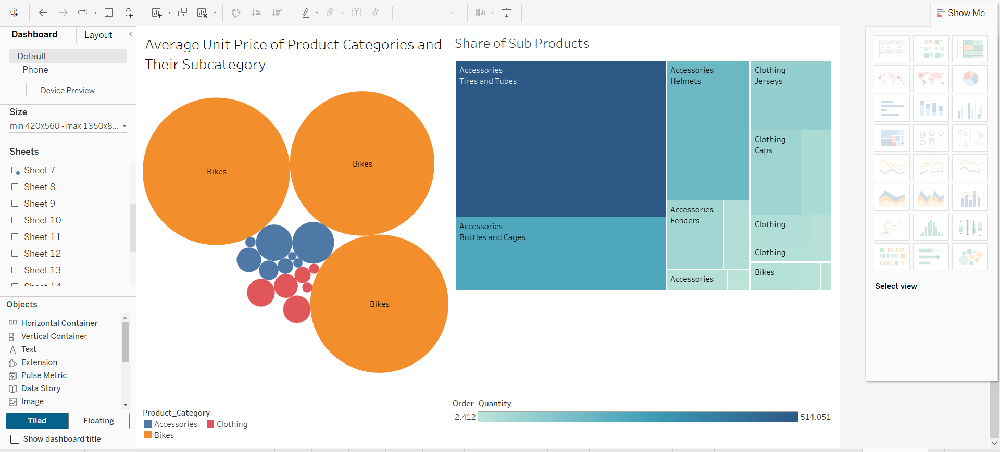 Show Me
Dashboard
Layout
Default
Phone
Device Preview
Size
min 420x560 - max 1350x8...
Sheets
Sheet 7
Sheet 8
Sheet 9
Sheet 10
Sheet 11
Sheet 12
Sheet 13
Sheet 14
Objects
Horizontal Container
Vertical Container
Text
Extension
Pulse Metric
Data Story
Image
Tiled
Floating
Show dashboard title
Average Unit Price of Product Categories and
Their Subcategory
Bikes
Bikes
Bikes
Product_Category
Accessories
Clothing
Bikes
Share of Sub Products
Accessories
Tires and Tubes
Accessories
Bottles and Cages
Accessories
Helmets
Accessories
Fenders
Accessories
Clothing
Jerseys
Clothing
Caps
Clothing
Clothing
Bikes
Order_Quantity
2.412
514.051
Select view